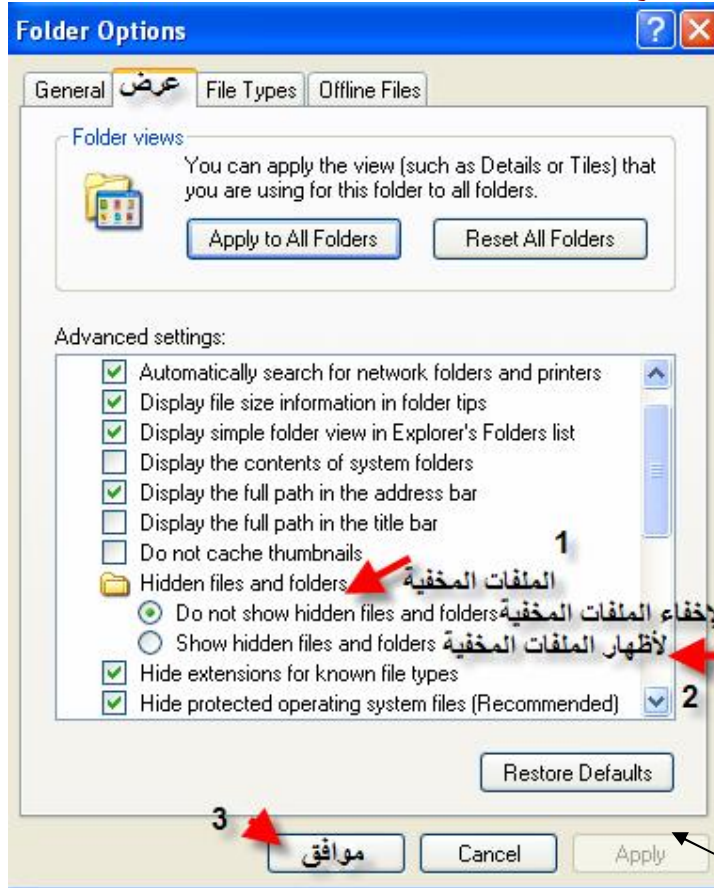 Folder Options
General عرض File Types Offline Files
Folder views
You can apply the view (such as Details or Tiles) that
you are using for this folder to all folders.
Apply to All Folders Reset All Folders
Advanced settings:
Automatically search for network folders and printers
Display file size information in folder tips
Display simple folder view in Explorer's Folders list
Display the contents of system folders
Display the full path in the address bar
Display the full path in the title bar
Do not cache thumbnails
1
Hidden files and folders الملفات المخفية
Do not show hidden files and folders لإخفاء الملفات المخفية
Show hidden files and folders لأظهار الملفات المخفية
Hide extensions for known file types
Hide protected operating system files (Recommended) 2
Restore Defaults
3
موافق Cancel Apply